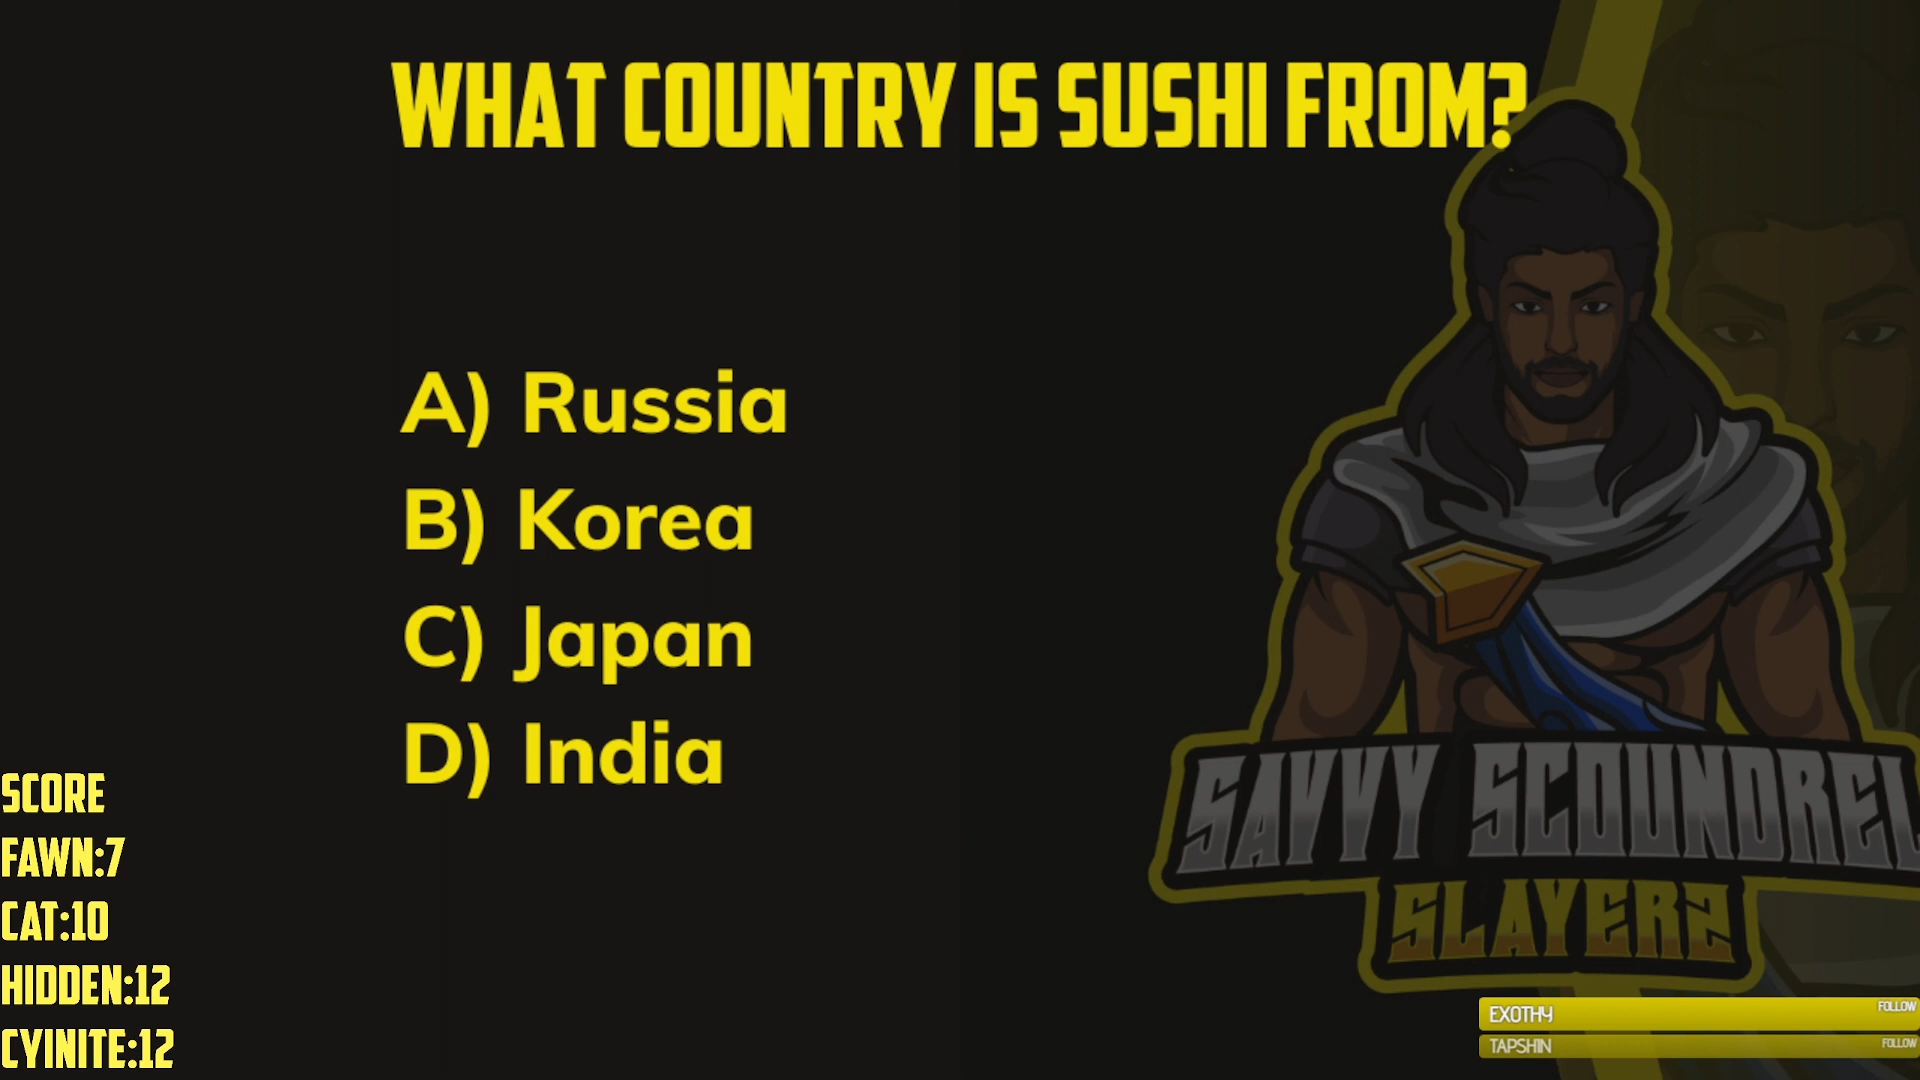 WHAT COUNTRY IS SUSHI FROM?
A) Russia
B) Korea
C) Japan
D) India
SCORE
FAWN:7
CAT:10
HIDDEN:12
CYINITE:12
SAVVY SCOUNDREL
SLAYERZ
EXOTHY FOLLOW
TAPSHIN FOLLOW